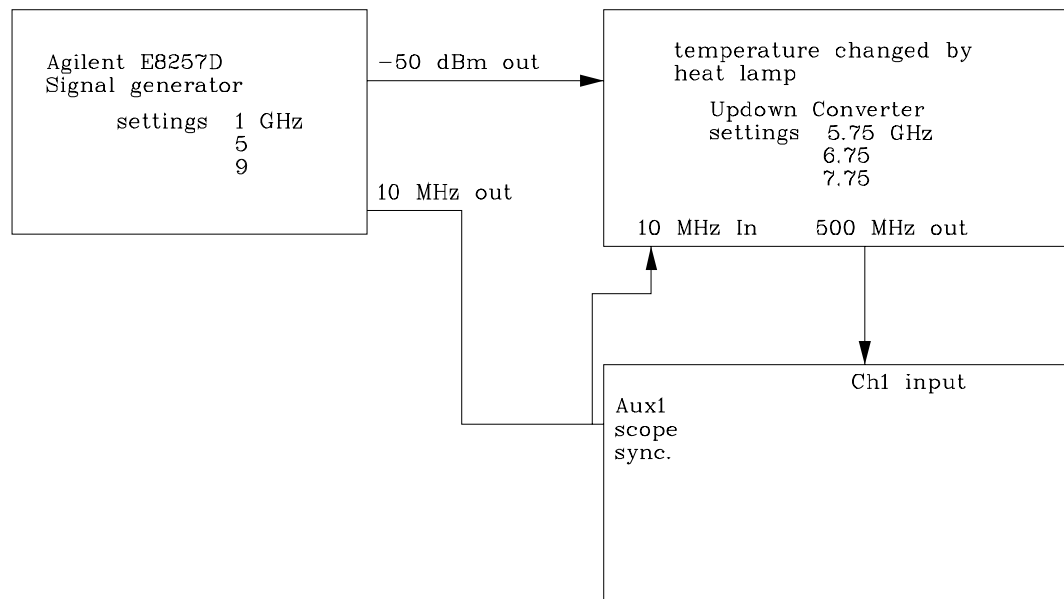 Agilent E8257D
Signal generator
settings 1 GHz
5
9
-50 dBm out
10 MHz out
temperature changed by
heat lamp
Updown Converter
settings 5.75 GHz
6.75
7.75
10 MHz In 500 MHz out
Ch1 input
Aux1
scope
sync.